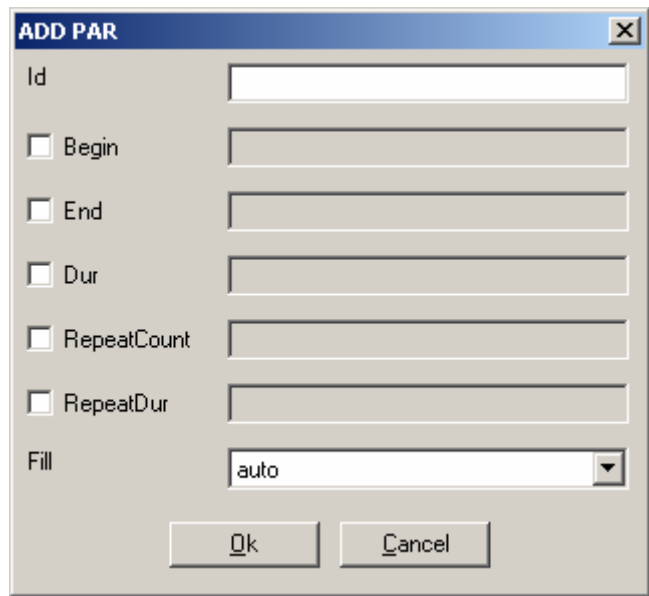 ADD PAR
Id
Begin
End
Dur
RepeatCount
RepeatDur
Fill auto
Ok Cancel